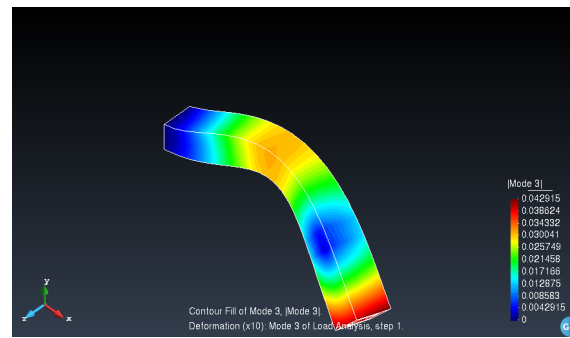 |Mode 3|
0.042915
0.038624
0.034332
0.030041
0.025749
0.021458
0.017166
0.012875
0.008583
0.0042915
0
y
z
x
Contour Fill of Mode 3, |Mode 3|.
Deformation (x10): Mode 3 of Load Analysis, step 1.
G